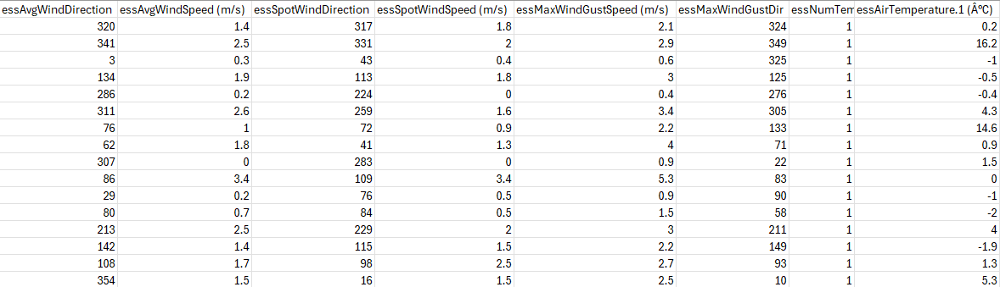 essAvgWindDirection essAvgWindSpeed (m/s) essSpotWindDirection essSpotWindSpeed (m/s) essMaxWindGustSpeed (m/s) essMaxWindGustDir essNumTem essAirTemperature.1 (Â°C)
320 1.4 317 1.8 2.1 324 1 0.2
341 2.5 331 2 2.9 349 1 16.2
3 0.3 43 0.4 0.6 325 1 -1
134 1.9 113 1.8 3 125 1 -0.5
286 0.2 224 0 0.4 276 1 -0.4
311 2.6 259 1.6 3.4 305 1 4.3
76 1 72 0.9 2.2 133 1 14.6
62 1.8 41 1.3 4 71 1 0.9
307 0 283 0 0.9 22 1 1.5
86 3.4 109 3.4 5.3 83 1 0
29 0.2 76 0.5 0.9 90 1 -1
80 0.7 84 0.5 1.5 58 1 -2
213 2.5 229 2 3 211 1 4
142 1.4 115 1.5 2.2 149 1 -1.9
108 1.7 98 2.5 2.7 93 1 1.3
354 1.5 16 1.5 2.5 10 1 5.3